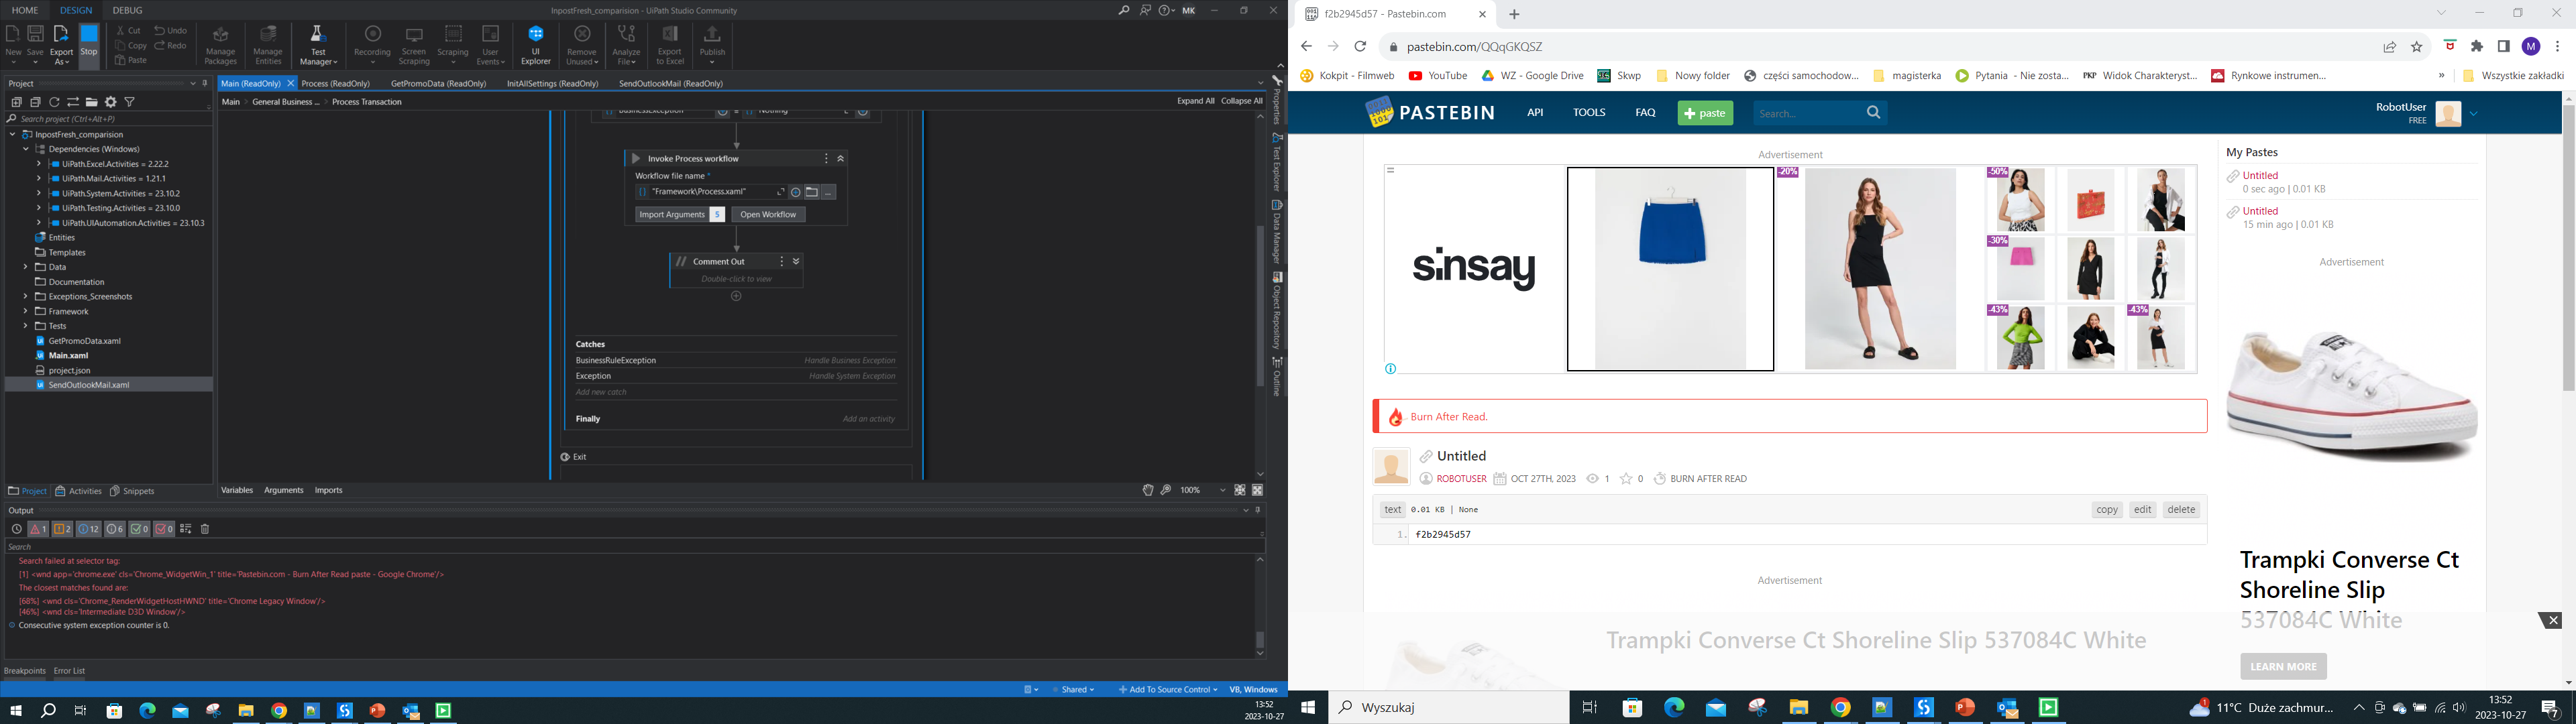 HOME DESIGN DEBUG
InpostFresh_comparision - UiPath Studio Community
MK
New Save Export As Stop
Cut Copy Paste Undo Redo
Manage Packages
Manage Entities
Test Manager
Recording
Screen Scraping
Scraping
User Events
UI Explorer
Remove Unused
Analyze File
Export to Excel
Publish
Project
Main (ReadOnly) Process (ReadOnly) GetPromoData (ReadOnly) InitAllSettings (ReadOnly) SendOutlookMail (ReadOnly)
Main > General Business ... > Process Transaction
Expand All Collapse All
Search project (Ctrl+Alt+P)
InpostFresh_comparision
Dependencies (Windows)
UiPath.Excel.Activities = 2.22.2
UiPath.Mail.Activities = 1.21.1
UiPath.System.Activities = 23.10.2
UiPath.Testing.Activities = 23.10.0
UiPath.UIAutomation.Activities = 23.10.3
Entities
Templates
Data
Documentation
Exceptions_Screenshots
Framework
Tests
GetPromoData.xaml
Main.xaml
project.json
SendOutlookMail.xaml
BusinessException = Nothing
Invoke Process workflow
Workflow file name *
"Framework\Process.xaml"
Import Arguments 5 Open Workflow
// Comment Out
Double-click to view
Catches
BusinessRuleException Handle Business Exception
Exception Handle System Exception
Add new catch
Finally Add an activity
Exit
Properties
Test Explorer
Data Manager
Object Repository
Outline
Project Activities Snippets
Variables Arguments Imports
100%
Output
1 2 12 6 0 0
Search
Search failed at selector tag:
[1] <wnd app='chrome.exe' cls='Chrome_WidgetWin_1' title='Pastebin.com - Burn After Read paste - Google Chrome'/>
The closest matches found are:
[68%] <wnd cls='Chrome_RenderWidgetHostHWND' title='Chrome Legacy Window'/>
[46%] <wnd cls='Intermediate D3D Window'/>
Consecutive system exception counter is 0.
Breakpoints Error List
Shared
Add To Source Control
VB, Windows
13:52
2023-10-27
f2b2945d57 - Pastebin.com
pastebin.com/QQqGKQSZ
M
Kokpit - Filmweb YouTube WZ - Google Drive Skwp Nowy folder części samochodow... magisterka Pytania - Nie zosta... PKP Widok Charakteryst... Rynkowe instrumen... » Wszystkie zakładki
PASTEBIN API TOOLS FAQ + paste Search...
RobotUser
FREE
Advertisement
sinsay
-20%
-50%
-30%
-43%
-43%
My Pastes
Untitled
0 sec ago | 0.01 KB
Untitled
15 min ago | 0.01 KB
Advertisement
Burn After Read.
Untitled
ROBOTUSER OCT 27TH, 2023 1 0 BURN AFTER READ
text 0.01 KB | None copy edit delete
1. f2b2945d57
Advertisement
Trampki Converse Ct
Shoreline Slip
537084C White
LEARN MORE
Trampki Converse Ct Shoreline Slip 537084C White
Wyszukaj
1
11°C Duże zachmur...
13:52
2023-10-27
7